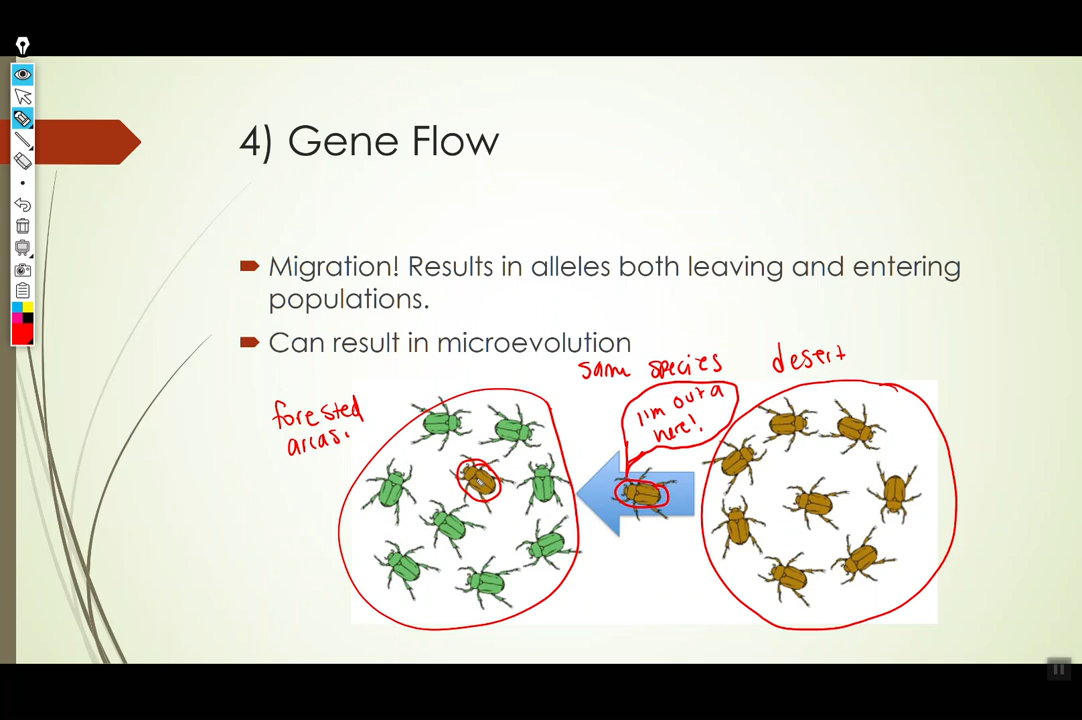 4) Gene Flow
Migration! Results in alleles both leaving and entering
populations.
Can result in microevolution
same species
desert
forested
areas.
I'm outa
here!